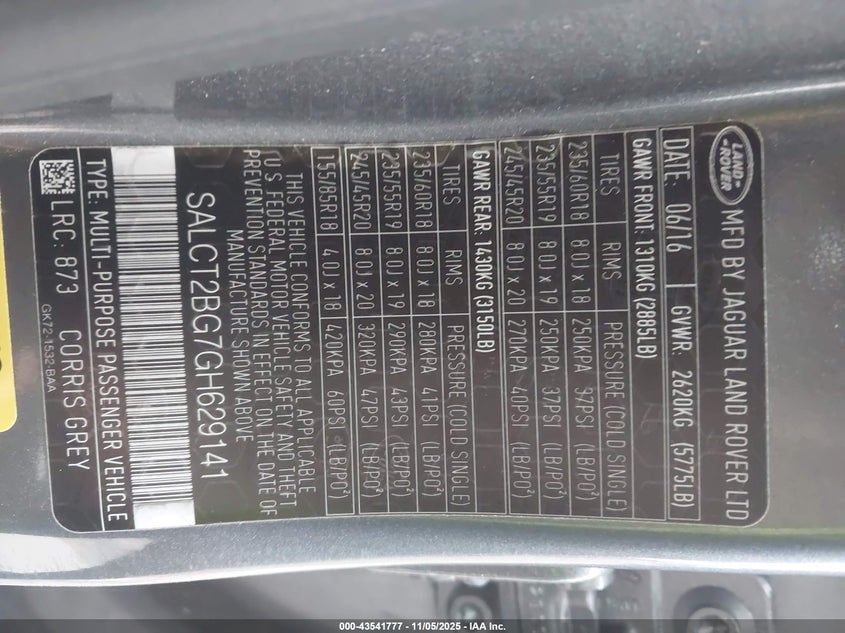 LAND
ROVER
MFD BY JAGUAR LAND ROVER LTD
DATE: 06/16 | GVWR: 2620KG (5775LB)
GAWR FRONT: 1310KG (2885LB)
TIRES RIMS PRESSURE (COLD SINGLE)
235/60R18 8.0J x 18 250KPA 37PSI (LB/PO²)
235/55R19 8.0J x 19 250KPA 37PSI (LB/PO²)
245/45R20 8.0J x 20 270KPA 40PSI (LB/PO²)
GAWR REAR: 1430KG (3150LB)
TIRES RIMS PRESSURE (COLD SINGLE)
235/60R18 8.0J x 18 280KPA 41PSI (LB/PO²)
235/55R19 8.0J x 19 290KPA 43PSI (LB/PO²)
245/45R20 8.0J x 20 320KPA 47PSI (LB/PO²)
155/85R18 4.0J x 18 420KPA 60PSI (LB/PO²)
THIS VEHICLE CONFORMS TO ALL APPLICABLE
U.S. FEDERAL MOTOR VEHICLE SAFETY AND THEFT
PREVENTION STANDARDS IN EFFECT ON THE DATE OF
MANUFACTURE SHOWN ABOVE
SALCT2BG7GH629141
TYPE: MULTI-PURPOSE PASSENGER VEHICLE
LRC: 873 CORRIS GREY
GK72-1532-BAA
000-43541777 - 11/05/2025 - IAA Inc.